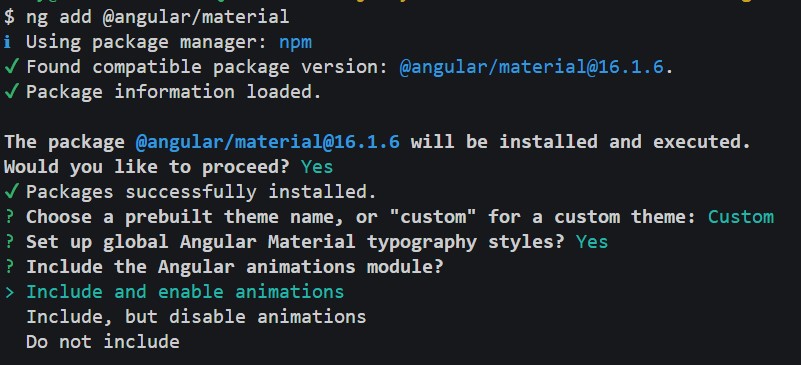 $ ng add @angular/material
i Using package manager: npm
✓ Found compatible package version: @angular/material@16.1.6.
✓ Package information loaded.
The package @angular/material@16.1.6 will be installed and executed.
Would you like to proceed? Yes
✓ Packages successfully installed.
? Choose a prebuilt theme name, or "custom" for a custom theme: Custom
? Set up global Angular Material typography styles? Yes
? Include the Angular animations module?
> Include and enable animations
Include, but disable animations
Do not include